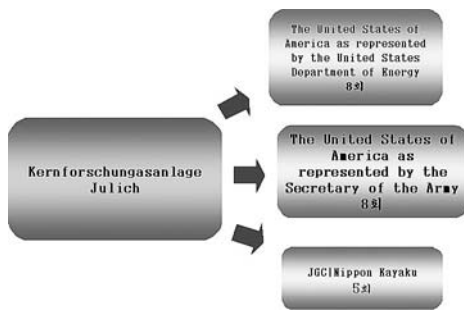 Kernforschungasanlage
Julich
The United States of
America as represented
by the United States
Department of Energy
8회
The United States of
America as
represented by the
Secretary of the Army
8회
JGC|Nippon Kayaku
5회